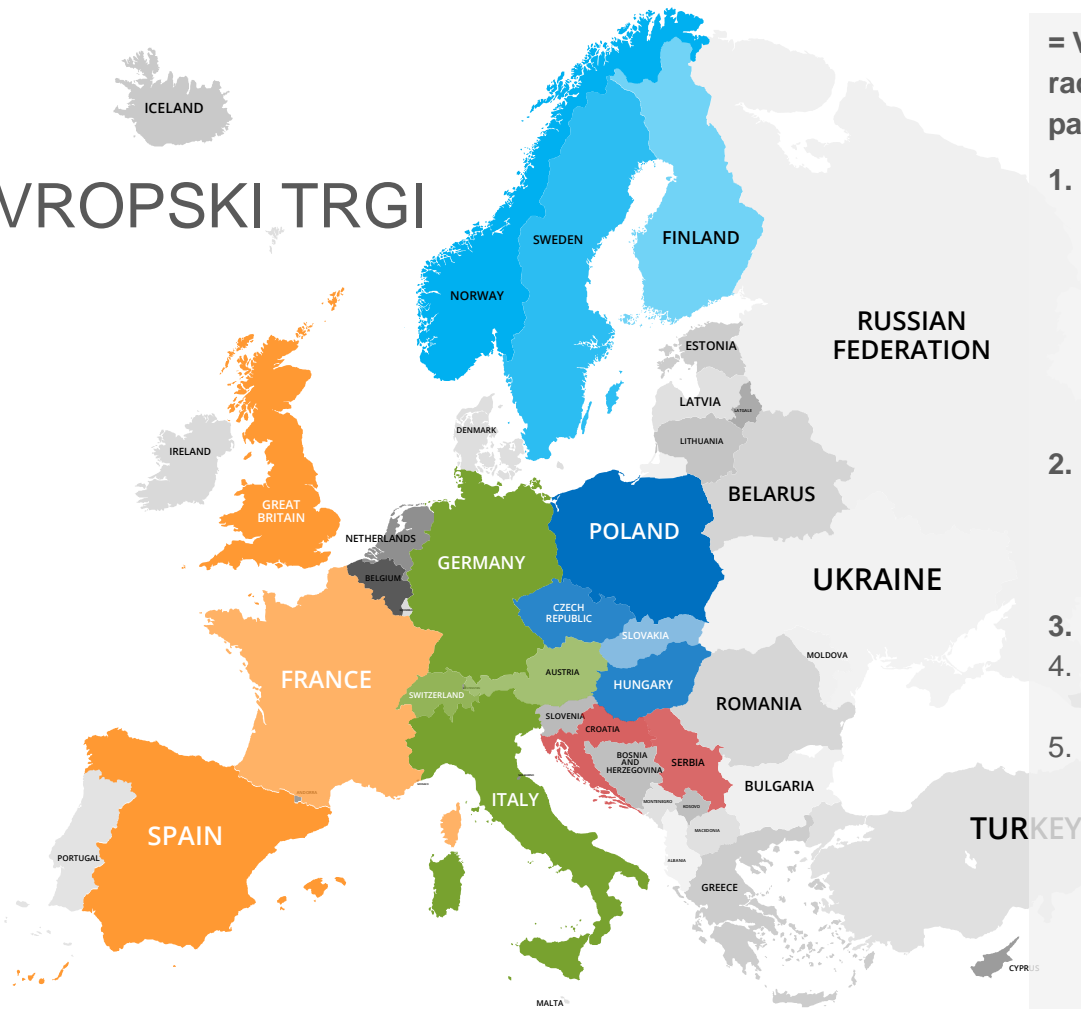 = V
ICELAND
VROPSKI TRGI
1.
SWEDEN
FINLAND
NORWAY
RUSSIAN
FEDERATION
ESTONIA
LATVIA
LATGALE
DENMARK
LITHUANIA
IRELAND
2.
BELARUS
GREAT
BRITAIN
POLAND
NETHERLANDS
GERMANY
BELGIUM
UKRAINE
CZECH
REPUBLIC
SLOVAKIA
3.
MOLDOVA
4.
AUSTRIA
FRANCE
HUNGARY
SWITZERLAND
ROMANIA
SLOVENIA
CROATIA
BOSNIA
AND
HERZEGOVINA
SERBIA
5.
BULGARIA
ITALY
MONTENEGRO
KOSOVO
SPAIN
TURKEY
MACEDONIA
PORTUGAL
ALBANIA
GREECE
CYPRUS
MALTA